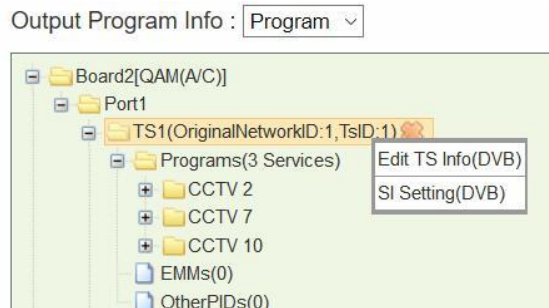 Output Program Info : Program
Board2[QAM(A/C)]
Port1
TS1(OriginalNetworkID:1,TsID:1)
Programs(3 Services)
Edit TS Info(DVB)
CCTV 2
SI Setting(DVB)
CCTV 7
CCTV 10
EMMs(0)
OtherPIDs(0)